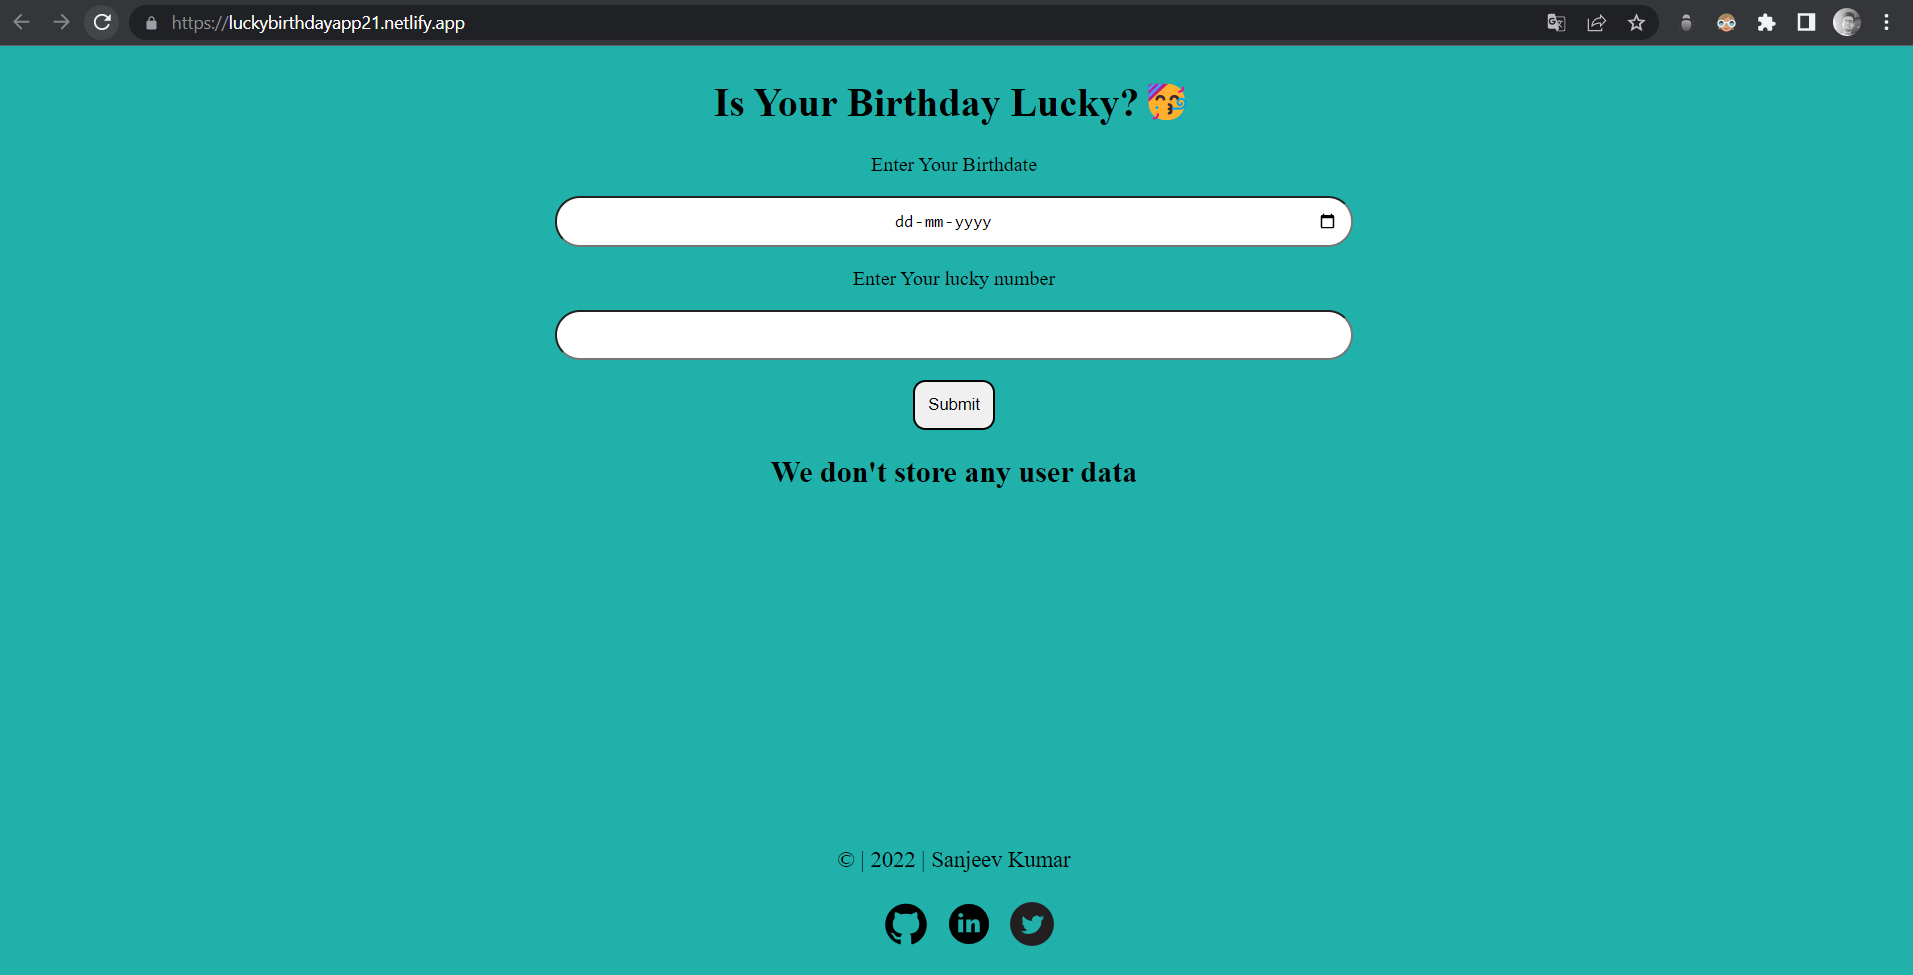 https://luckybirthdayapp21.netlify.app
Is Your Birthday Lucky? 🥳
Enter Your Birthdate
dd-mm-yyyy
Enter Your lucky number
Submit
We don't store any user data
© | 2022 | Sanjeev Kumar
in